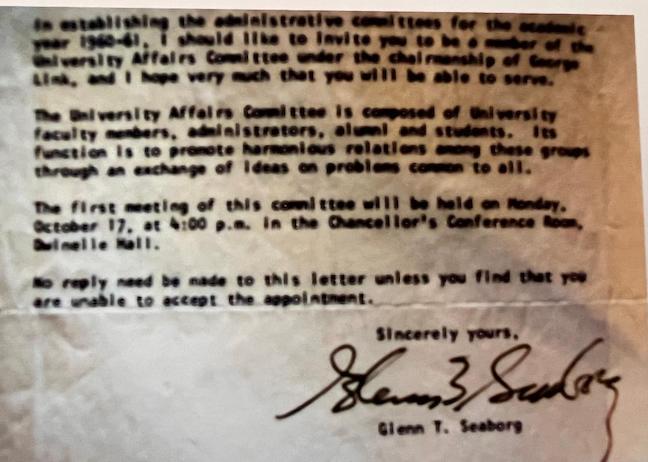 In establishing the administrative committees for the academic
year 1960-61, I should like to invite you to be a member of the
University Affairs Committee under the chairmanship of George
Link, and I hope very much that you will be able to serve.
The University Affairs Committee is composed of University
faculty members, administrators, alumni and students. Its
function is to promote harmonious relations among these groups
through an exchange of ideas on problems common to all.
The first meeting of this committee will be held on Monday,
October 17, at 4:00 p.m. in the Chancellor's Conference Room,
Dwinelle Hall.
No reply need be made to this letter unless you find that you
are unable to accept the appointment.
Sincerely yours,
Glenn T. Seaborg
Glenn T. Seaborg